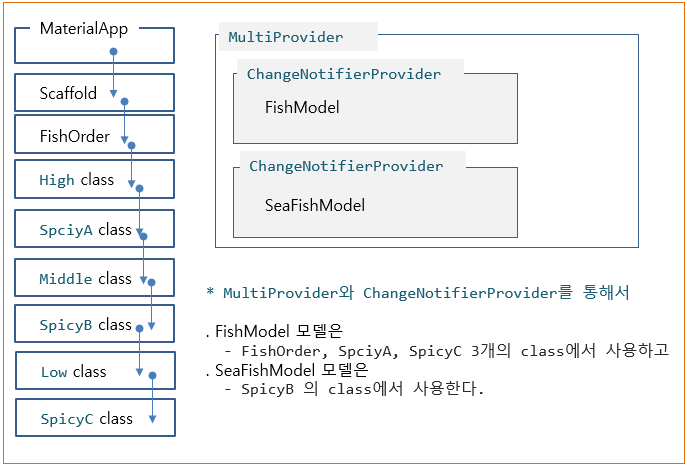 MaterialApp
Scaffold
FishOrder
High class
SpciyA class
Middle class
SpicyB class
Low class
SpicyC class
MultiProvider
ChangeNotifierProvider
FishModel
ChangeNotifierProvider
SeaFishModel
* MultiProvider와 ChangeNotifierProvider를 통해서
. FishModel 모델은
- FishOrder, SpciyA, SpicyC 3개의 class에서 사용하고
. SeaFishModel 모델은
- SpicyB 의 class에서 사용한다.